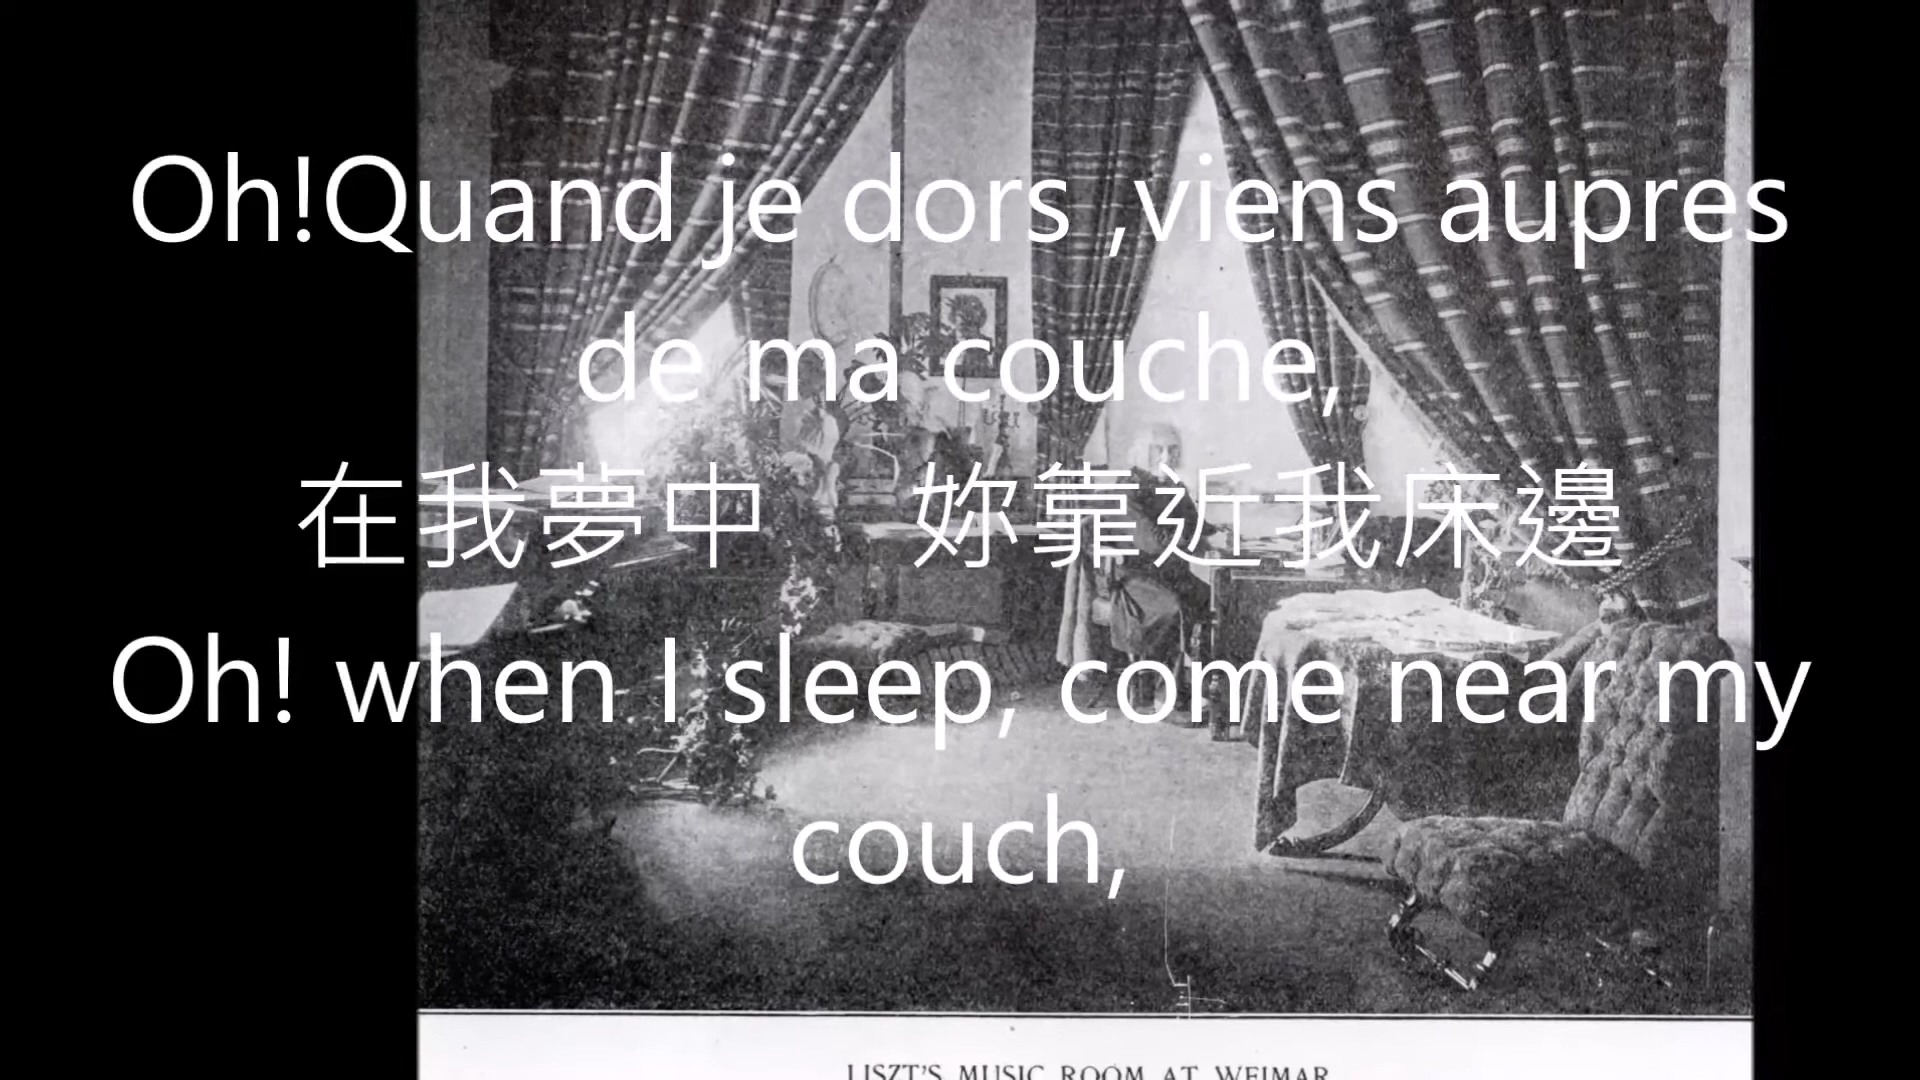 Oh!Quand je dors ,viens aupres
de ma couche,
在我夢中 妳靠近我床邊
Oh! when I sleep, come near my
couch,
LISZT'S MUSIC ROOM AT WEIMAR